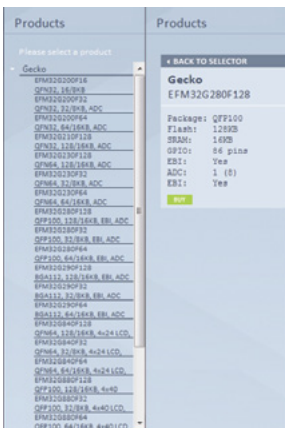 Products
Please select a product
Gecko
EFM32G200F16
QFN32, 16/8KB
EFM32G200F32
QFN32, 32/8KB, ADC
EFM32G200F64
QFN32, 64/16KB, ADC
EFM32G210F128
QFN32, 128/16KB, ADC
EFM32G230F128
QFN64, 128/16KB, ADC
EFM32G230F32
QFN64, 32/8KB, ADC
EFM32G230F64
QFN64, 64/16KB, ADC
EFM32G280F128
QFP100, 128/16KB, EBI, ADC
EFM32G280F32
QFP100, 32/8KB, EBI, ADC
EFM32G280F64
QFP100, 64/16KB, EBI, ADC
EFM32G290F128
BGA112, 128/16KB, EBI, ADC
EFM32G290F32
BGA112, 32/8KB, EBI, ADC
EFM32G290F64
BGA112, 64/16KB, EBI, ADC
EFM32G840F128
QFN64, 128/16KB, 4x24 LCD,
EFM32G840F32
QFN64, 32/8KB, 4x24 LCD,
EFM32G840F64
QFN64, 64/16KB, 4x24 LCD,
EFM32G880F128
QFP100, 128/16KB, 4x40
EFM32G880F32
QFP100, 32/8KB, 4x40 LCD,
EFM32G880F64
QFP100, 64/16KB, 4x40 LCD,
Products
BACK TO SELECTOR
Gecko
EFM32G280F128
Package: QFP100
Flash: 128KB
SRAM: 16KB
GPIO: 86 pins
EBI: Yes
ADC: 1 (8)
EBI: Yes
BUY